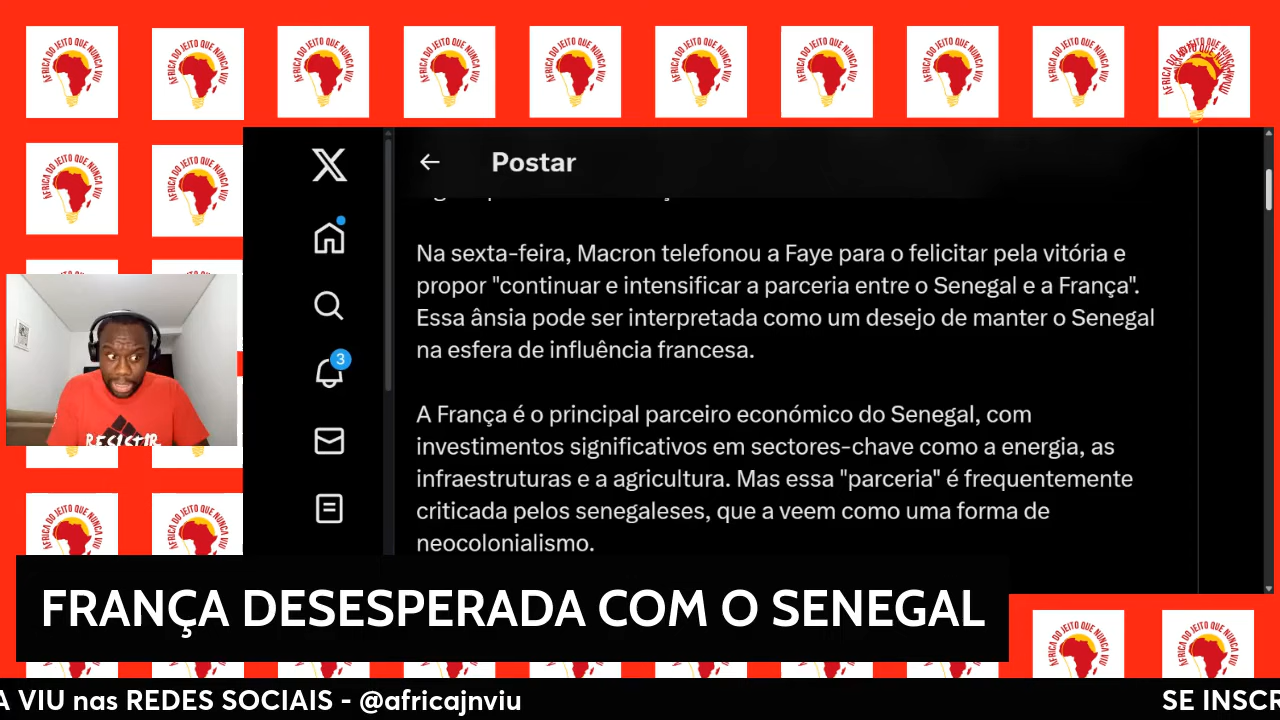 ÁFRICA DO JEITO QUE NUNCA VIU
Postar
Na sexta-feira, Macron telefonou a Faye para o felicitar pela vitória e
propor "continuar e intensificar a parceria entre o Senegal e a França".
Essa ânsia pode ser interpretada como um desejo de manter o Senegal
na esfera de influência francesa.
3
A França é o principal parceiro económico do Senegal, com
investimentos significativos em sectores-chave como a energia, as
infraestruturas e a agricultura. Mas essa "parceria" é frequentemente
criticada pelos senegaleses, que a veem como uma forma de
neocolonialismo.
RESISTIR
FRANÇA DESESPERADA COM O SENEGAL
A VIU nas REDES SOCIAIS - @africajnviu
SE INSCR